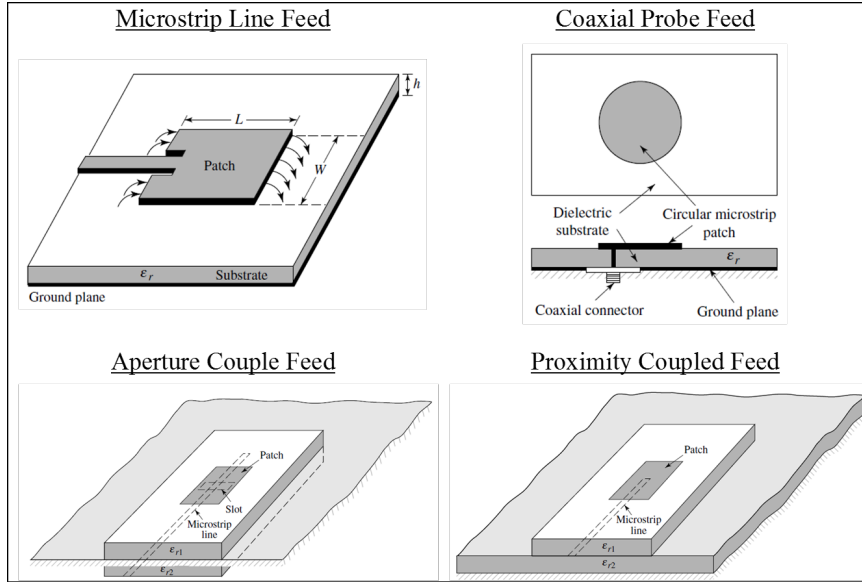 Microstrip Line Feed
h
L
Patch
W
εr
Substrate
Ground plane
Coaxial Probe Feed
Dielectric
substrate
Circular microstrip
patch
εr
Coaxial connector
Ground plane
Aperture Couple Feed
Patch
Slot
Microstrip
line
εr1
εr2
Proximity Coupled Feed
Patch
Microstrip
line
εr1
εr2